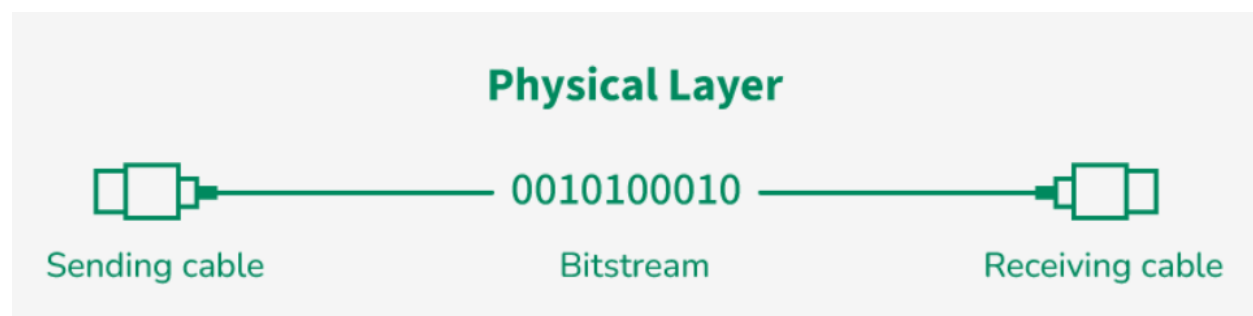 Physical Layer
0010100010
Sending cable
Bitstream
Receiving cable